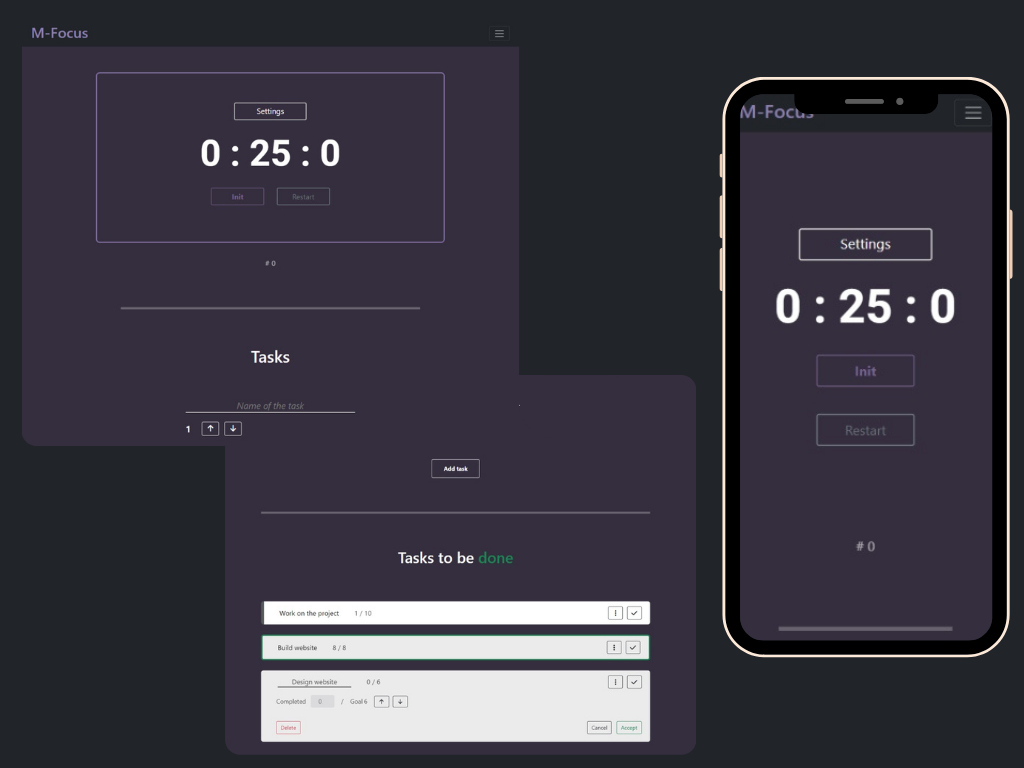 M-Focus
Settings
0 : 25 : 0
Init Restart
# 0
Tasks
Name of the task
1
Add task
Tasks to be done
Work on the project 1 / 10
Build website 8 / 8
Design website 0 / 6
Completed 0 / Goal 6
Delete Cancel Accept
M-Focus
Settings
0 : 25 : 0
Init
Restart
# 0